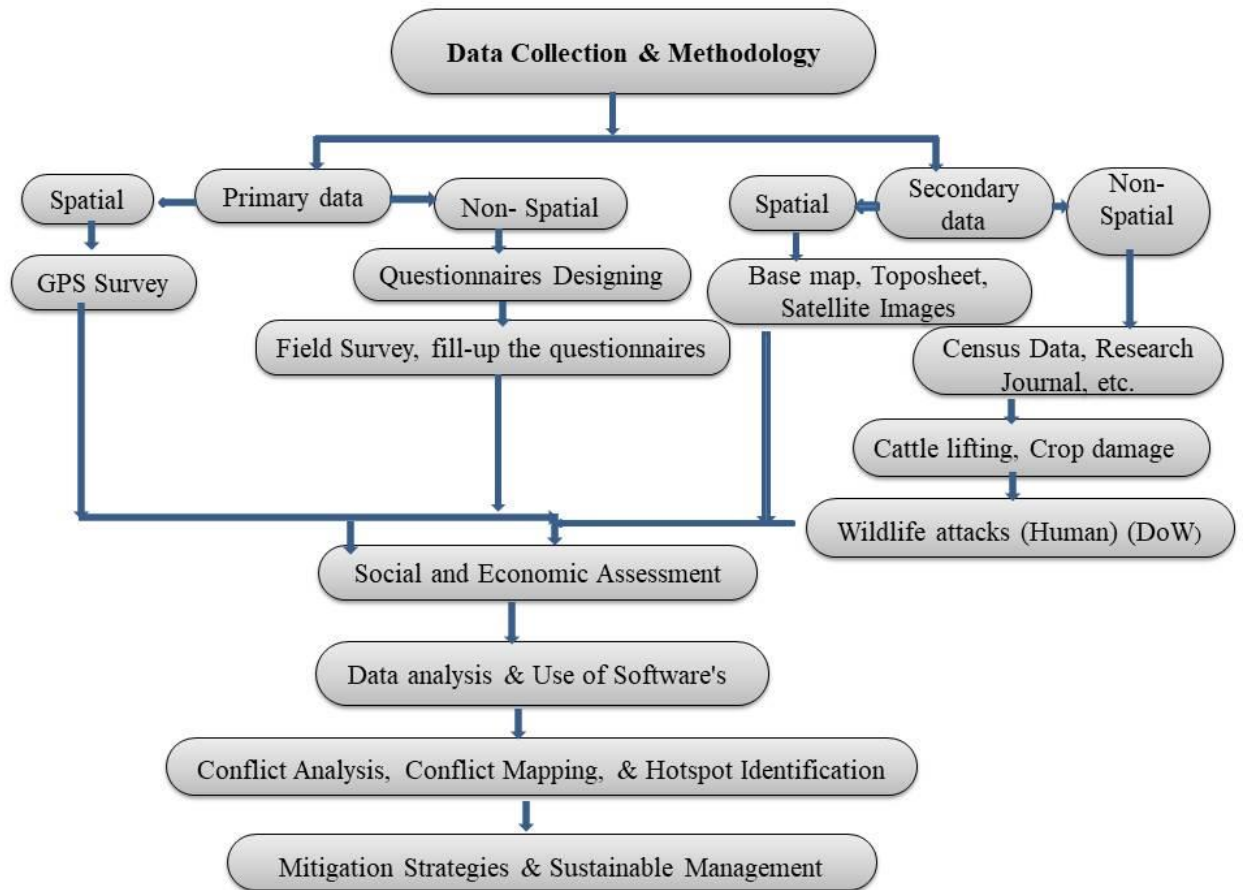 Data Collection & Methodology
Spatial
Primary data
Non- Spatial
Spatial
Secondary
data
Non-
Spatial
GPS Survey
Questionnaires Designing
Base map, Toposheet,
Satellite Images
Field Survey, fill-up the questionnaires
Census Data, Research
Journal, etc.
Cattle lifting, Crop damage
Wildlife attacks (Human) (DoW)
Social and Economic Assessment
Data analysis & Use of Software's
Conflict Analysis, Conflict Mapping, & Hotspot Identification
Mitigation Strategies & Sustainable Management